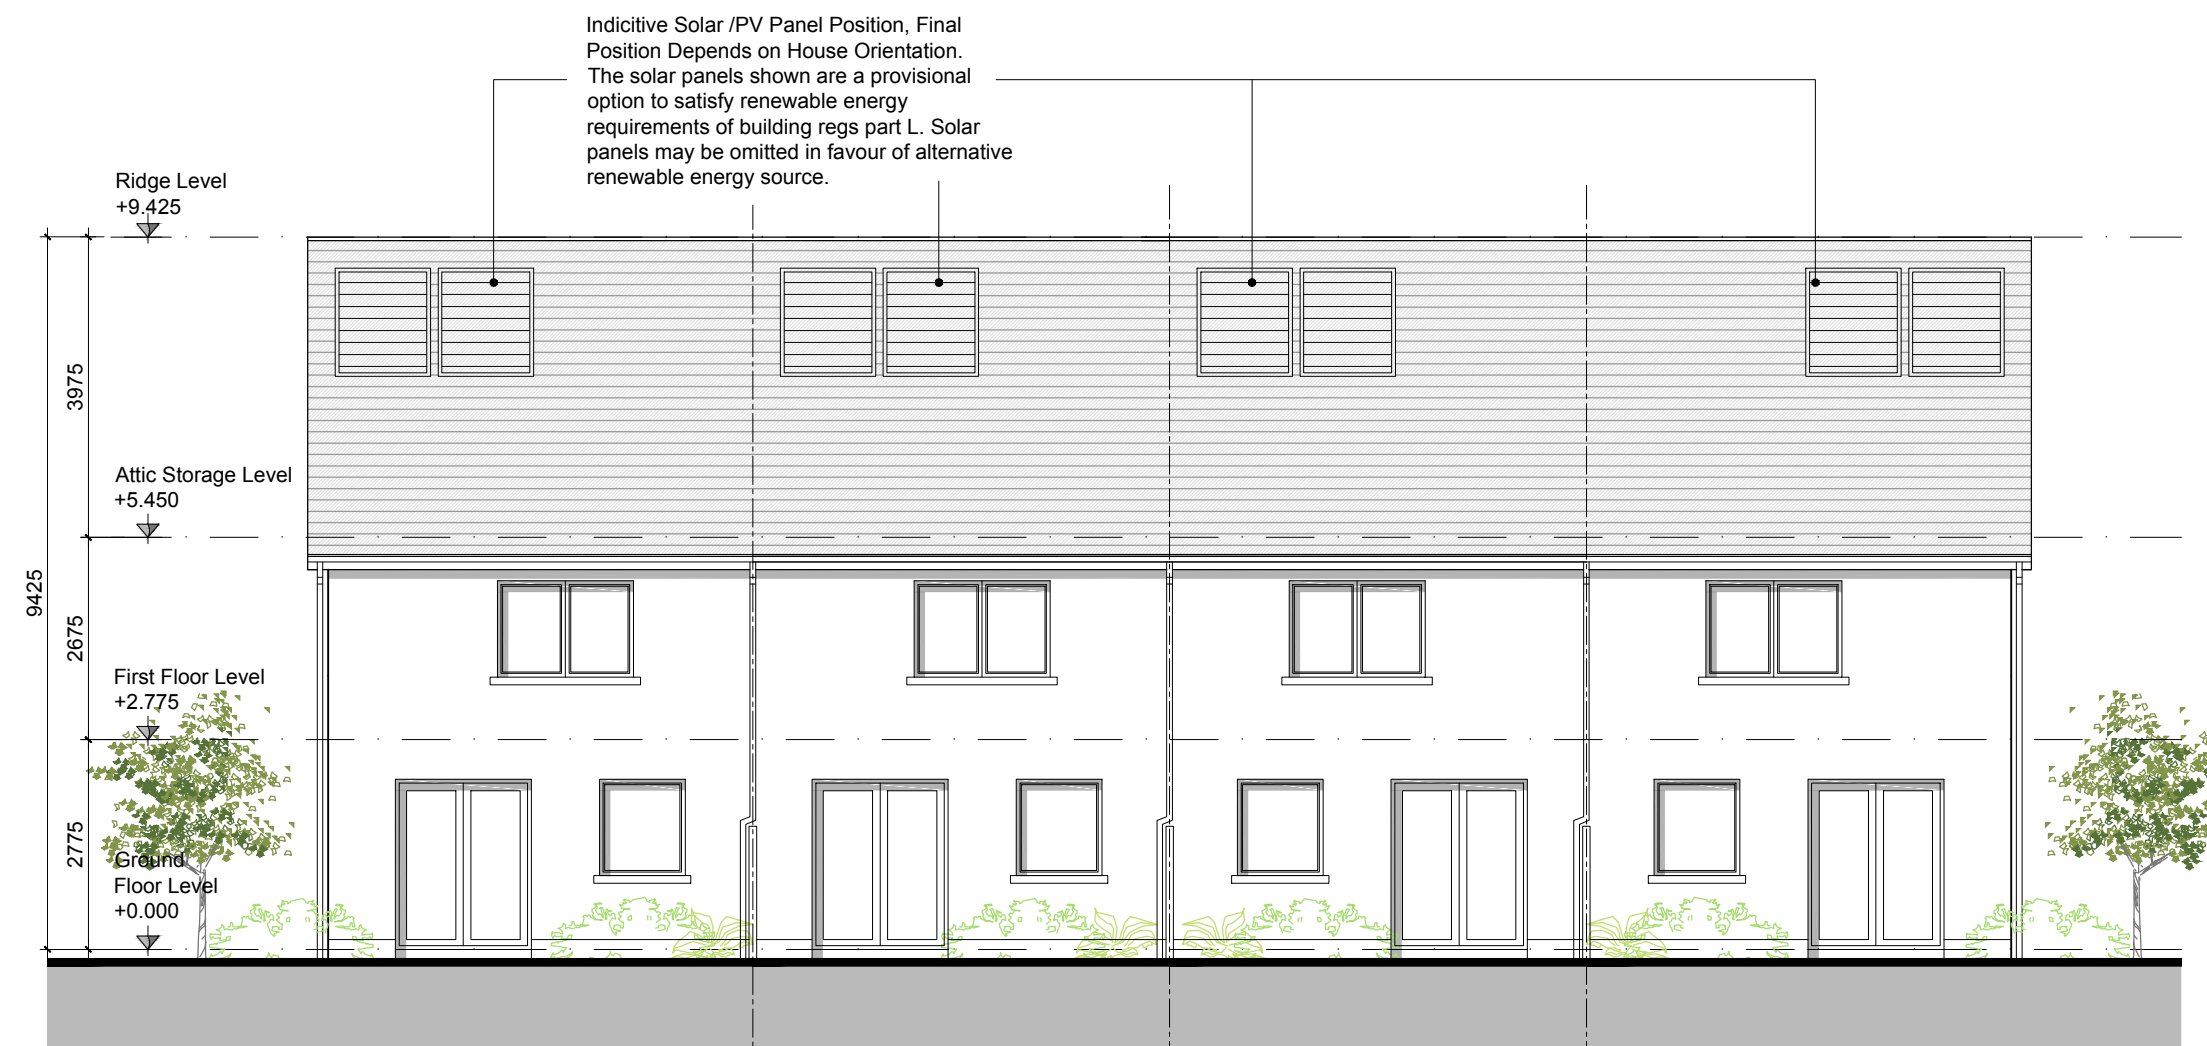 Indicitive Solar /PV Panel Position, Final
Position Depends on House Orientation.
The solar panels shown are a provisional
option to satisfy renewable energy
requirements of building regs part L. Solar
panels may be omitted in favour of alternative
renewable energy source.
Ridge Level
+9.425
3975
Attic Storage Level
+5.450
9425
2675
First Floor Level
+2.775
2775
Ground
Floor Level
+0.000